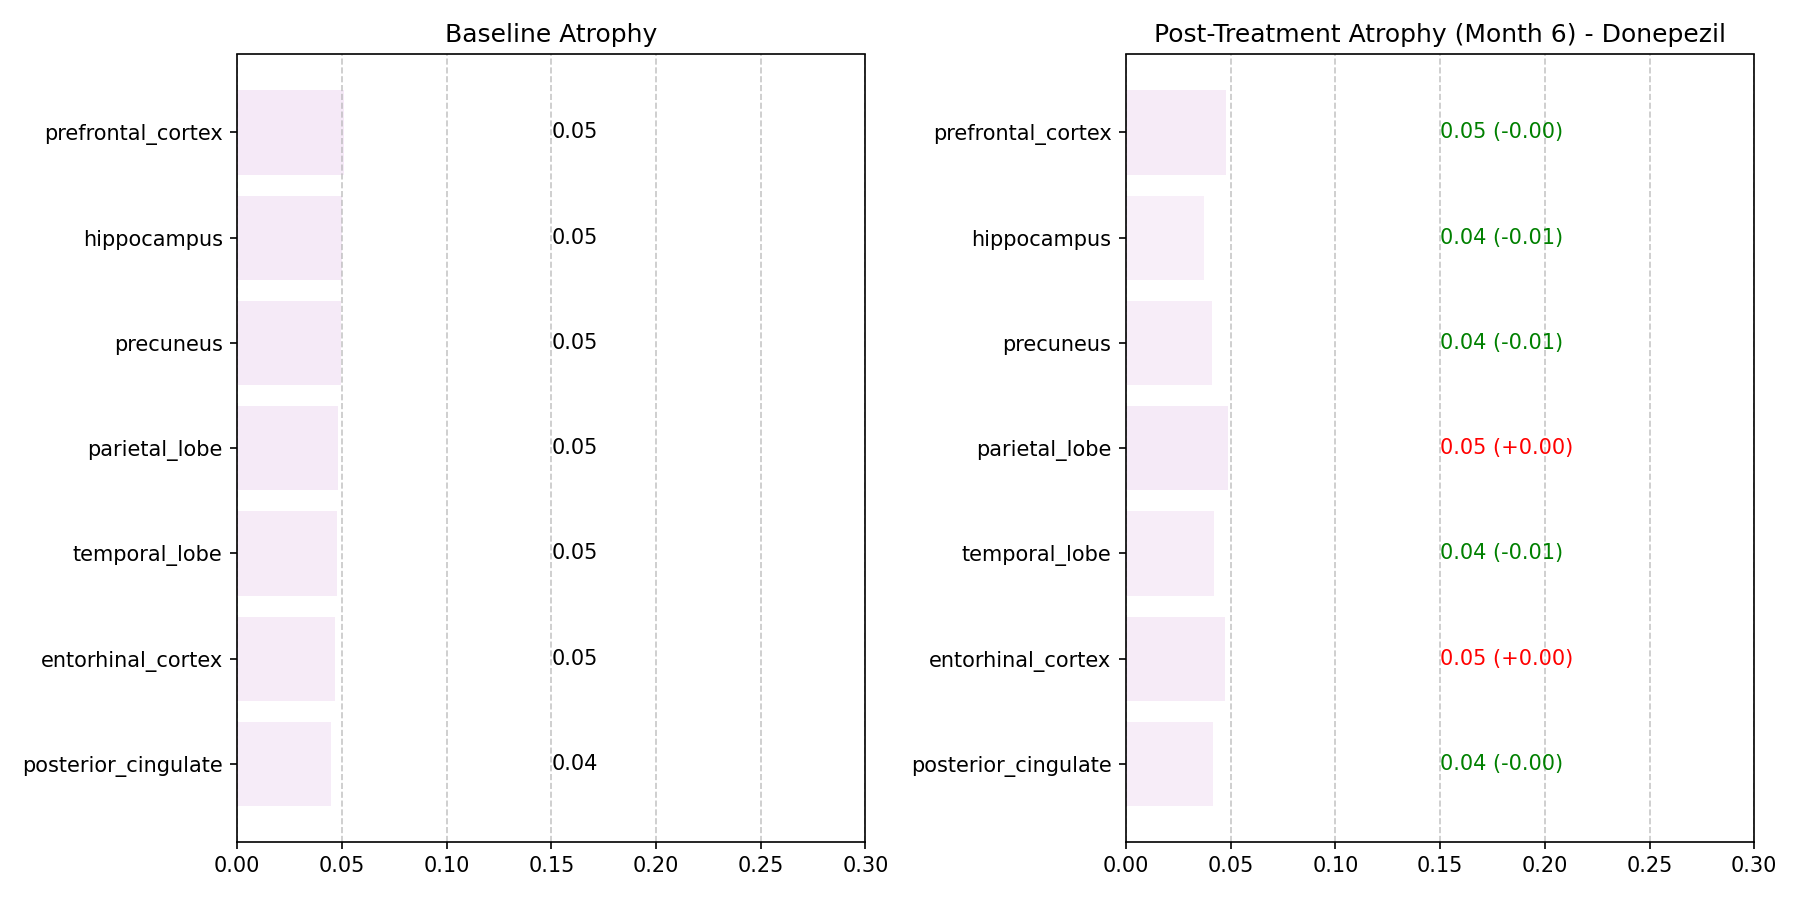 Baseline Atrophy
prefrontal_cortex 0.05
hippocampus 0.05
precuneus 0.05
parietal_lobe 0.05
temporal_lobe 0.05
entorhinal_cortex 0.05
posterior_cingulate 0.04
0.00 0.05 0.10 0.15 0.20 0.25 0.30
Post-Treatment Atrophy (Month 6) - Donepezil
prefrontal_cortex 0.05 (-0.00)
hippocampus 0.04 (-0.01)
precuneus 0.04 (-0.01)
parietal_lobe 0.05 (+0.00)
temporal_lobe 0.04 (-0.01)
entorhinal_cortex 0.05 (+0.00)
posterior_cingulate 0.04 (-0.00)
0.00 0.05 0.10 0.15 0.20 0.25 0.30